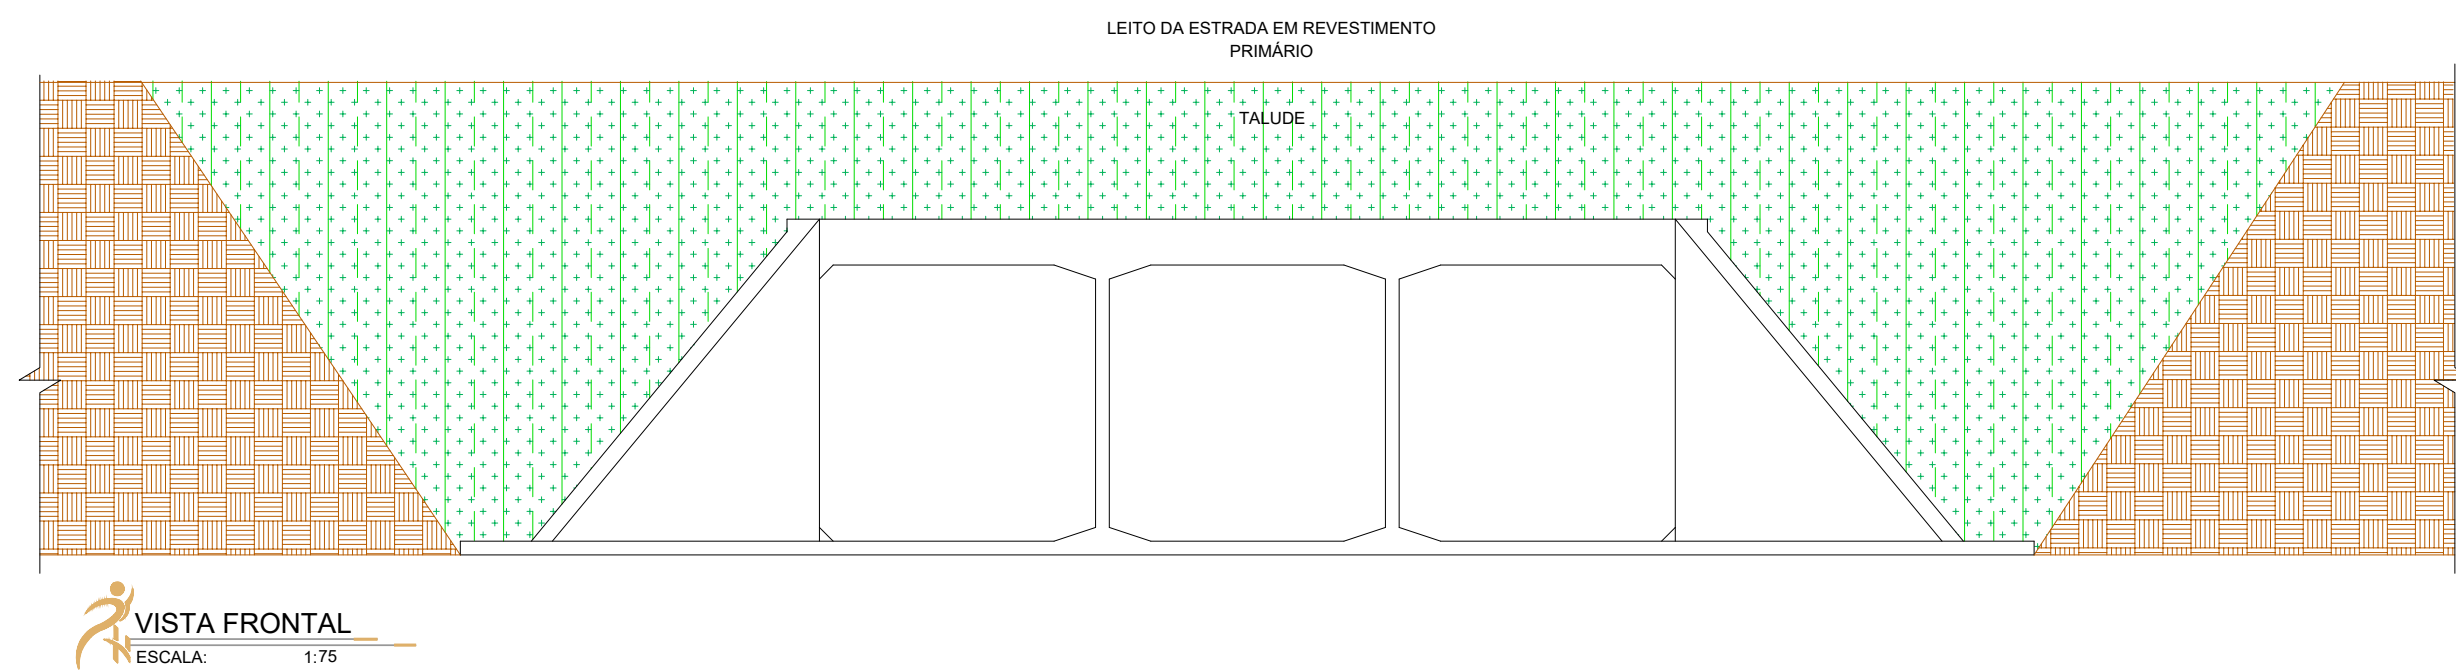 LEITO DA ESTRADA EM REVESTIMENTO
PRIMÁRIO
TALUDE
VISTA FRONTAL
ESCALA: 1:75